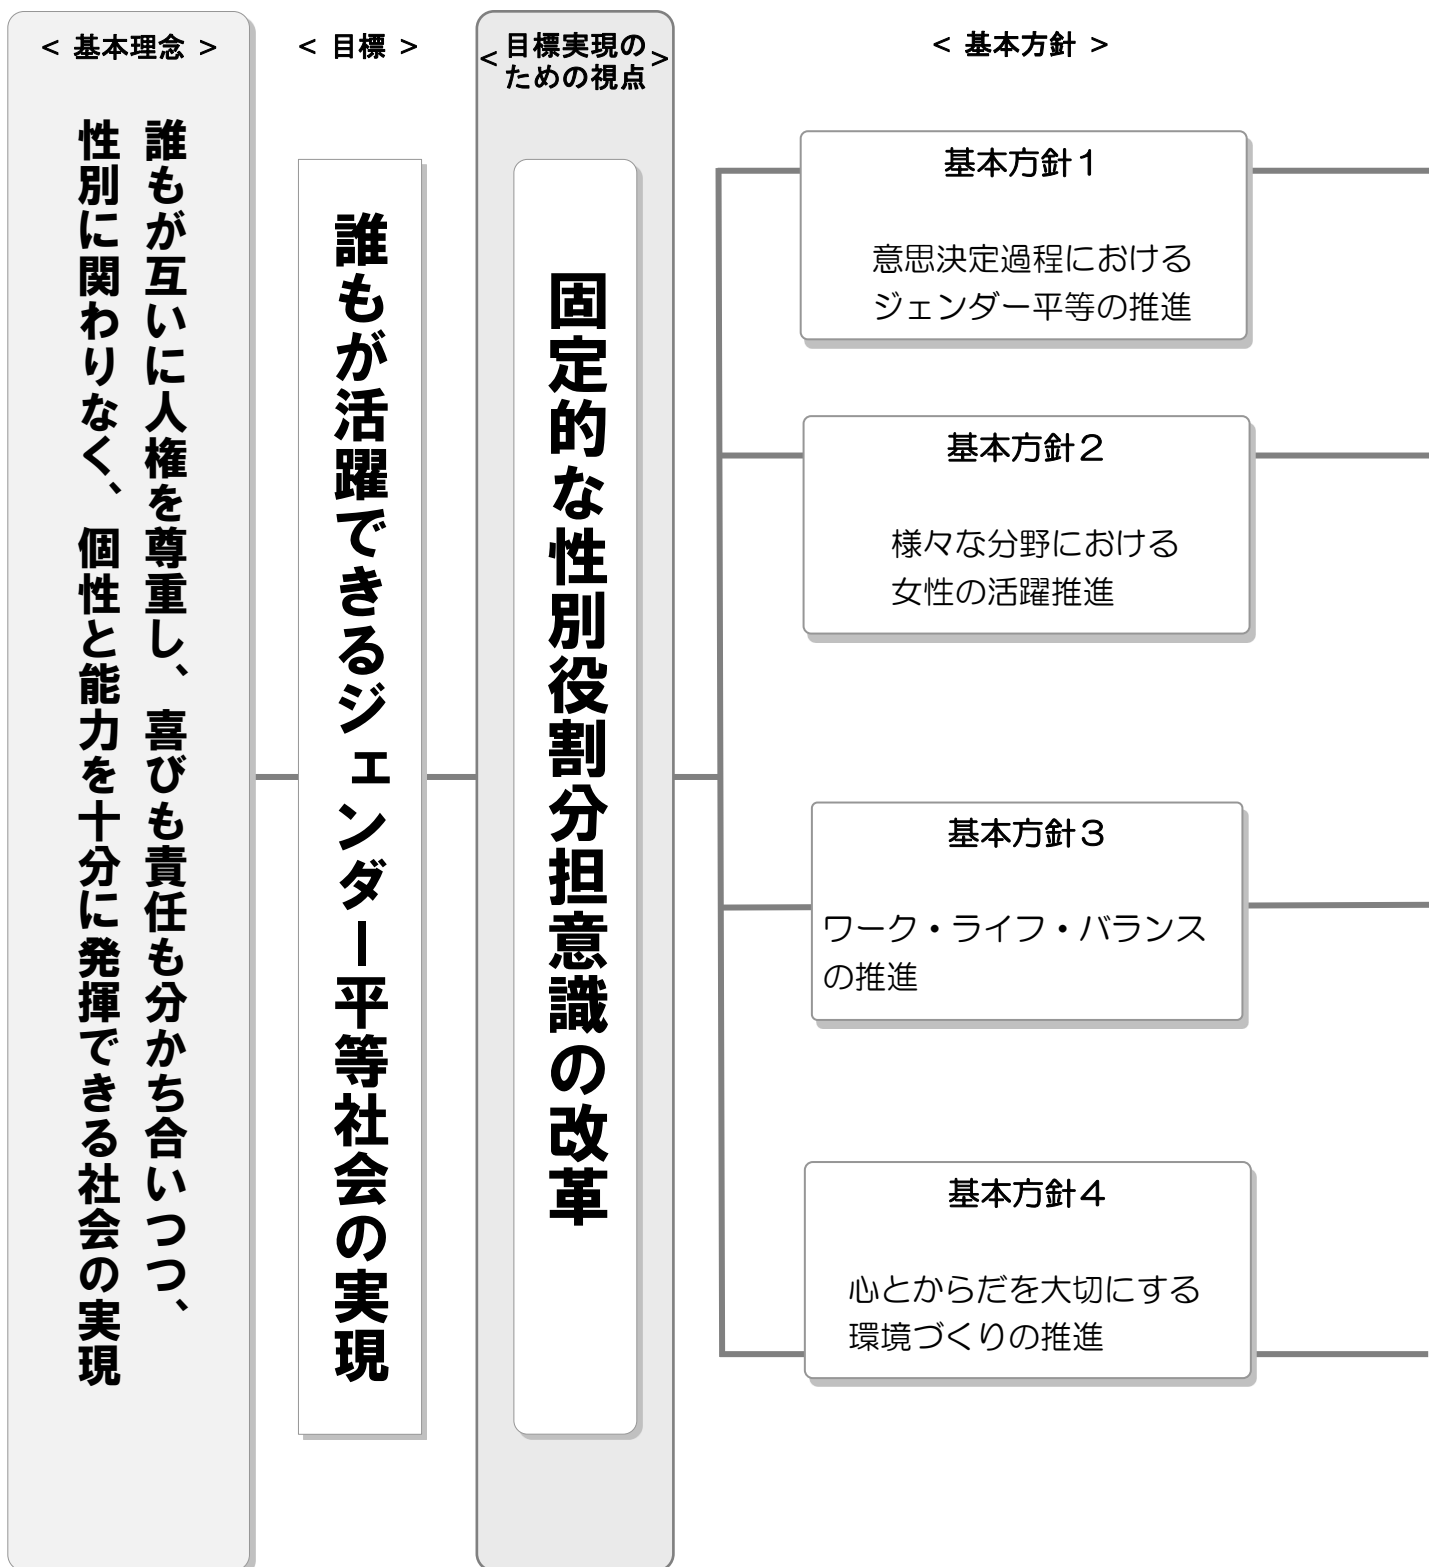 < 基本理念 >
誰もが互いに人権を尊重し、喜びも責任も分かち合いつつ、
性別に関わりなく、個性と能力を十分に発揮できる社会の実現
< 目標 >
誰もが活躍できるジェンダー平等社会の実現
< 目標実現の
ための視点 >
固定的な性別役割分担意識の改革
< 基本方針 >
基本方針１
意思決定過程における
ジェンダー平等の推進
基本方針２
様々な分野における
女性の活躍推進
基本方針３
ワーク・ライフ・バランス
の推進
基本方針４
心とからだを大切にする
環境づくりの推進